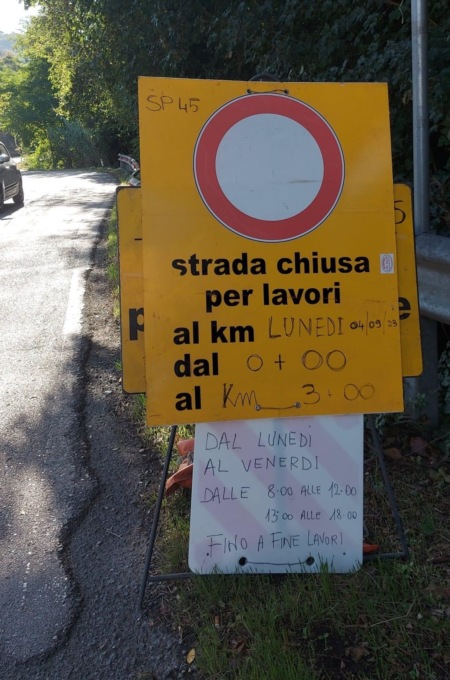 SP 45
strada chiusa
per lavori
al km LUNEDI 04/09/23
dal 0+00
al Km 3+00
DAL LUNEDI
AL VENERDI
DALLE 8.00 ALLE 12.00
13:00 ALLE 18.00
FINO A FINE LAVORI
5
p
e